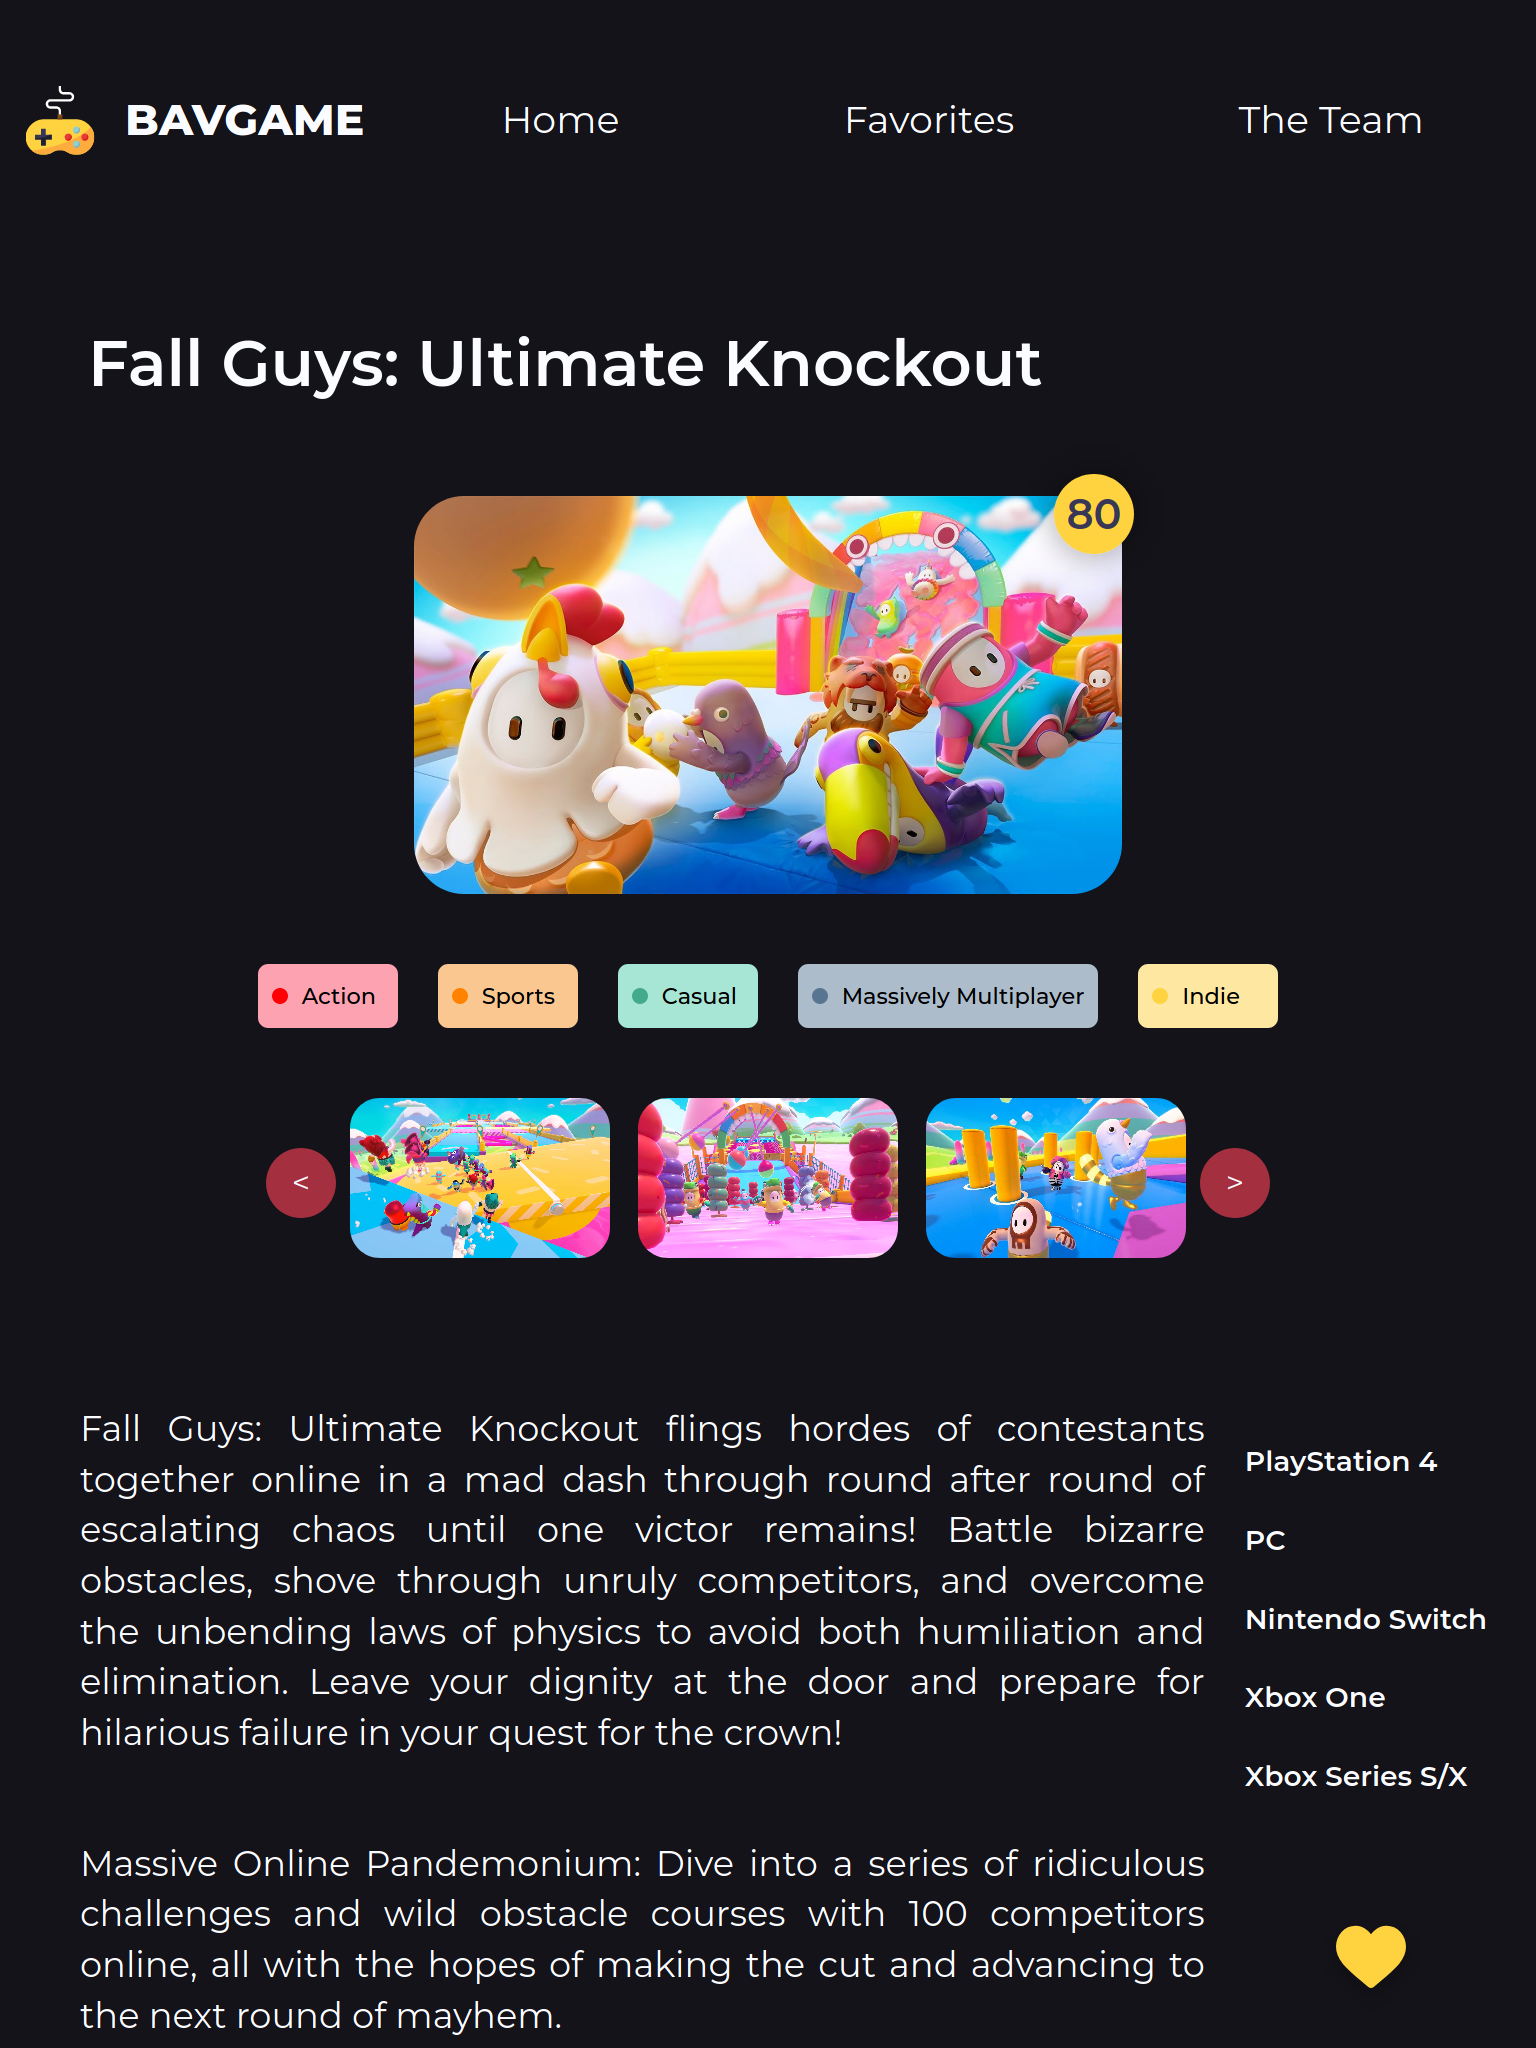 BAVGAME
Home
Favorites
The Team
Fall Guys: Ultimate Knockout
80
Action
Sports
Casual
Massively Multiplayer
Indie
<
>
Fall Guys: Ultimate Knockout flings hordes of contestants
together online in a mad dash through round after round of
escalating chaos until one victor remains! Battle bizarre
obstacles, shove through unruly competitors, and overcome
the unbending laws of physics to avoid both humiliation and
elimination. Leave your dignity at the door and prepare for
hilarious failure in your quest for the crown!
Massive Online Pandemonium: Dive into a series of ridiculous
challenges and wild obstacle courses with 100 competitors
online, all with the hopes of making the cut and advancing to
the next round of mayhem.
PlayStation 4
PC
Nintendo Switch
Xbox One
Xbox Series S/X